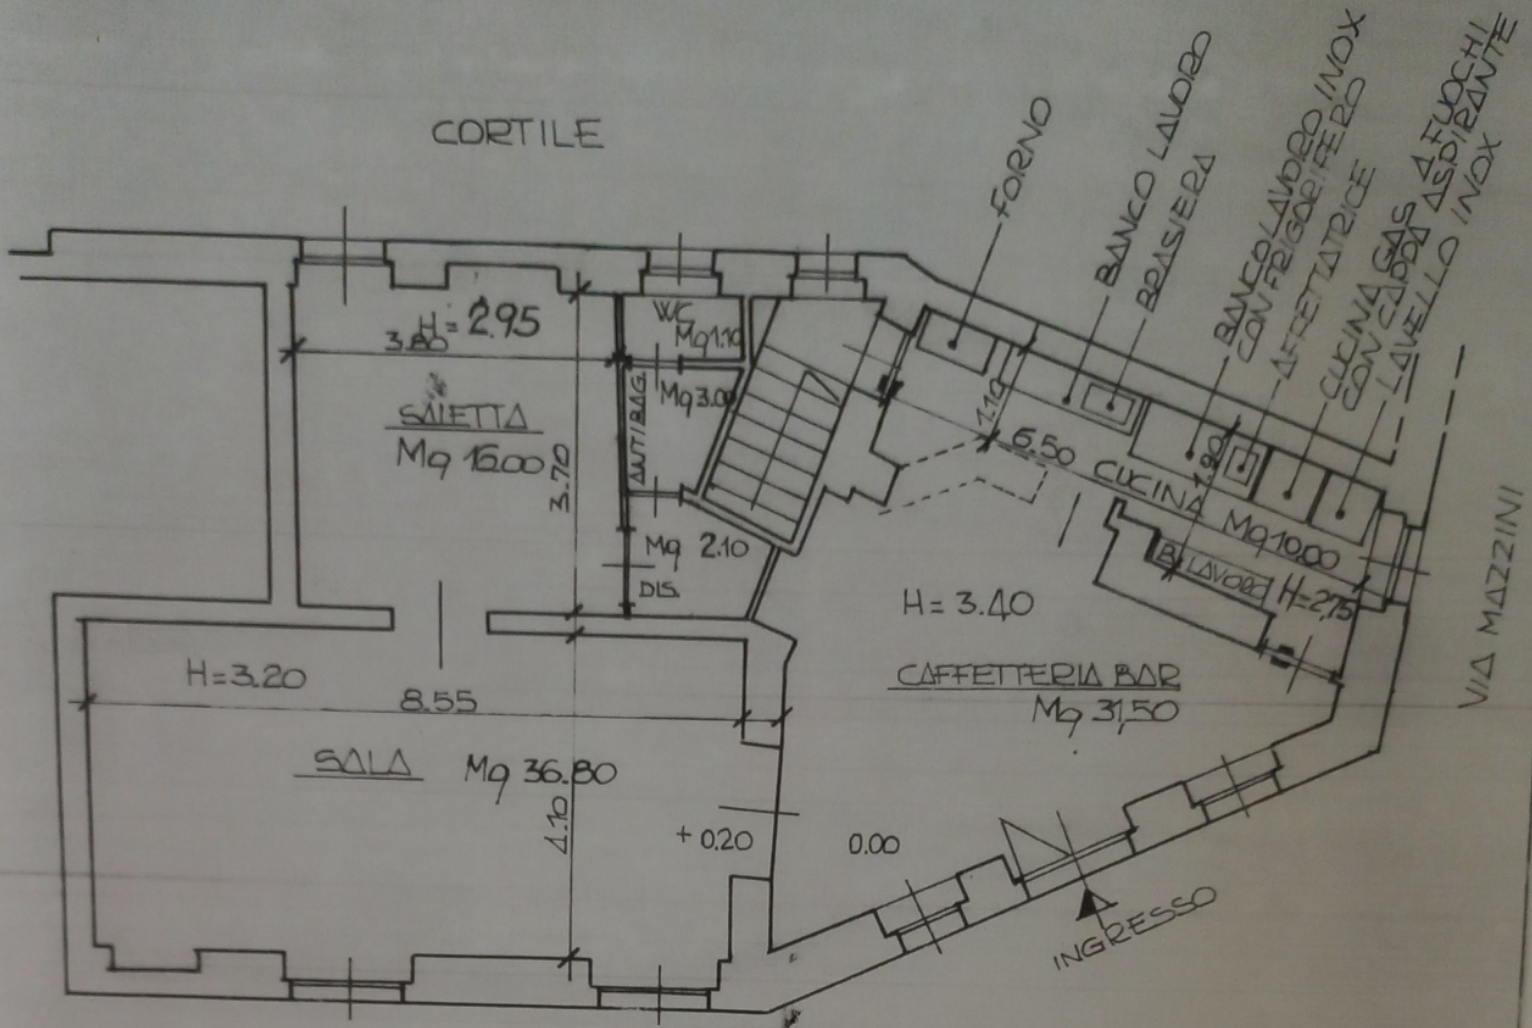 CORTILE
FORNO
BANCO LAVORO
BRASIERA
BANCO LAVORO INOX
CON FRIGORIFERO
AFFETTATRICE
CUCINA GAS A FUOCHI
CON CAPPA ASPIRANTE
LAVELLO INOX
H= 2.95
3.80
WC
Mq 1.10
Mq 3.00
ANTIBAG.
SALETTA
Mq 16.00
3.70
Mq 2.10
DIS.
1.10
6.50
1.90
CUCINA Mq 10.00
B. LAVORO
H=2,75
VIA MAZZINI
H= 3.40
CAFFETTERIA BAR
Mq 31,50
H=3.20
8.55
SALA Mq 36.80
4.10
+0.20
0.00
INGRESSO